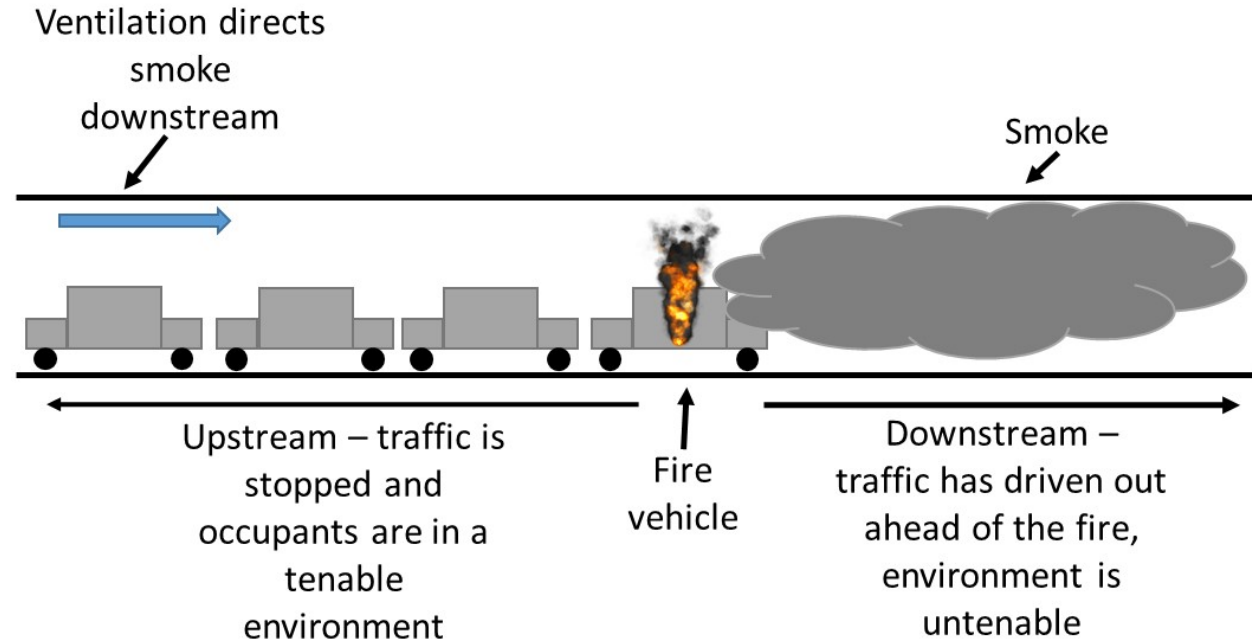 Ventilation directs
smoke
downstream
Smoke
Upstream – traffic is
stopped and
occupants are in a
tenable
environment
Fire
vehicle
Downstream –
traffic has driven out
ahead of the fire,
environment is
untenable